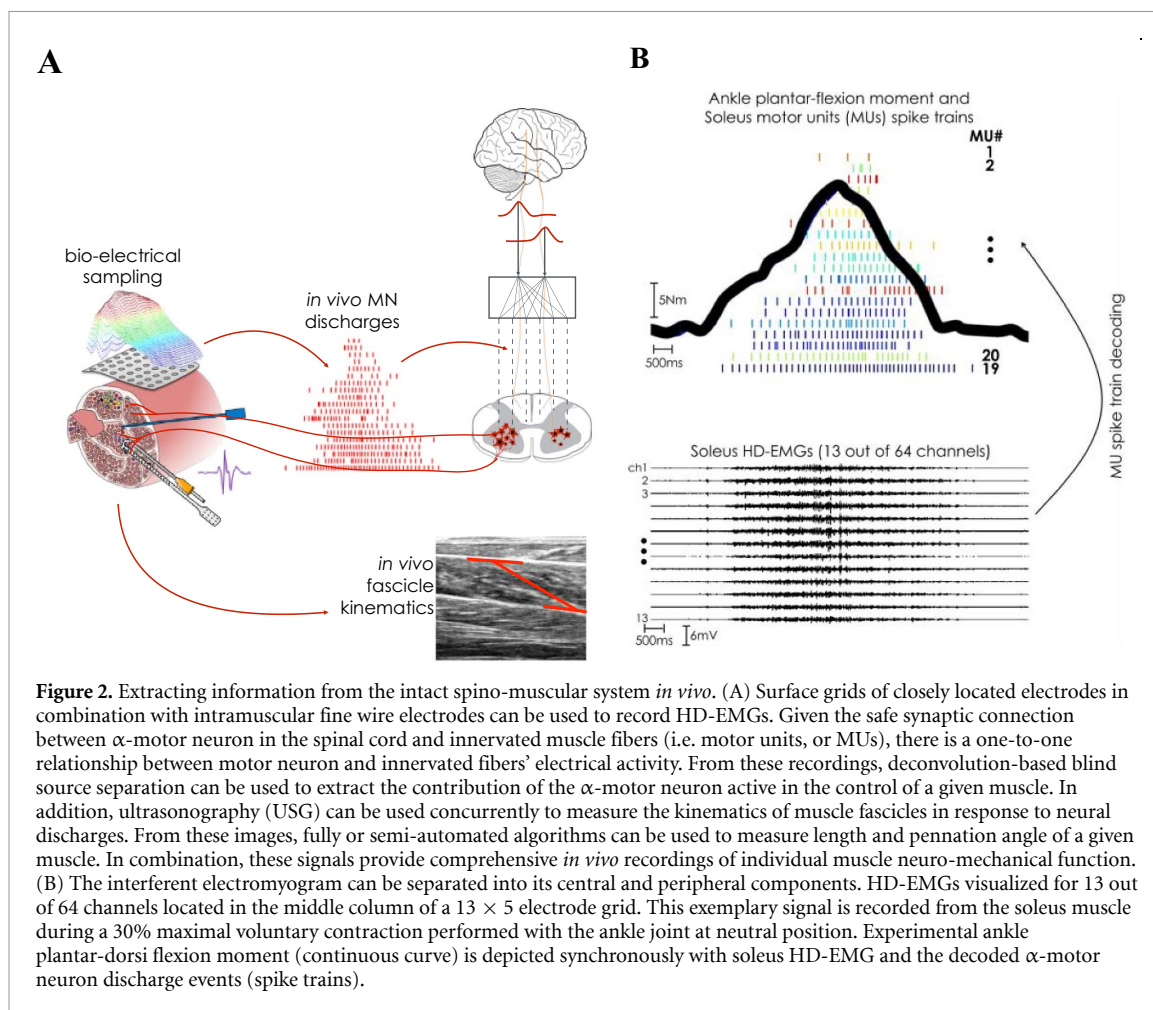 A
bio-electrical
sampling
in vivo MN
discharges
in vivo
fascicle
kinematics
B
Ankle plantar-flexion moment and
Soleus motor units (MUs) spike trains
MU#
1
2
5Nm
500ms
20
19
MU spike train decoding
Soleus HD-EMGs (13 out of 64 channels)
ch1
2
3
13
500ms
6mV
Figure 2. Extracting information from the intact spino-muscular system in vivo. (A) Surface grids of closely located electrodes in
combination with intramuscular fine wire electrodes can be used to record HD-EMGs. Given the safe synaptic connection
between α-motor neuron in the spinal cord and innervated muscle fibers (i.e. motor units, or MUs), there is a one-to-one
relationship between motor neuron and innervated fibers' electrical activity. From these recordings, deconvolution-based blind
source separation can be used to extract the contribution of the α-motor neuron active in the control of a given muscle. In
addition, ultrasonography (USG) can be used concurrently to measure the kinematics of muscle fascicles in response to neural
discharges. From these images, fully or semi-automated algorithms can be used to measure length and pennation angle of a given
muscle. In combination, these signals provide comprehensive in vivo recordings of individual muscle neuro-mechanical function.
(B) The interferent electromyogram can be separated into its central and peripheral components. HD-EMGs visualized for 13 out
of 64 channels located in the middle column of a 13 × 5 electrode grid. This exemplary signal is recorded from the soleus muscle
during a 30% maximal voluntary contraction performed with the ankle joint at neutral position. Experimental ankle
plantar-dorsi flexion moment (continuous curve) is depicted synchronously with soleus HD-EMG and the decoded α-motor
neuron discharge events (spike trains).